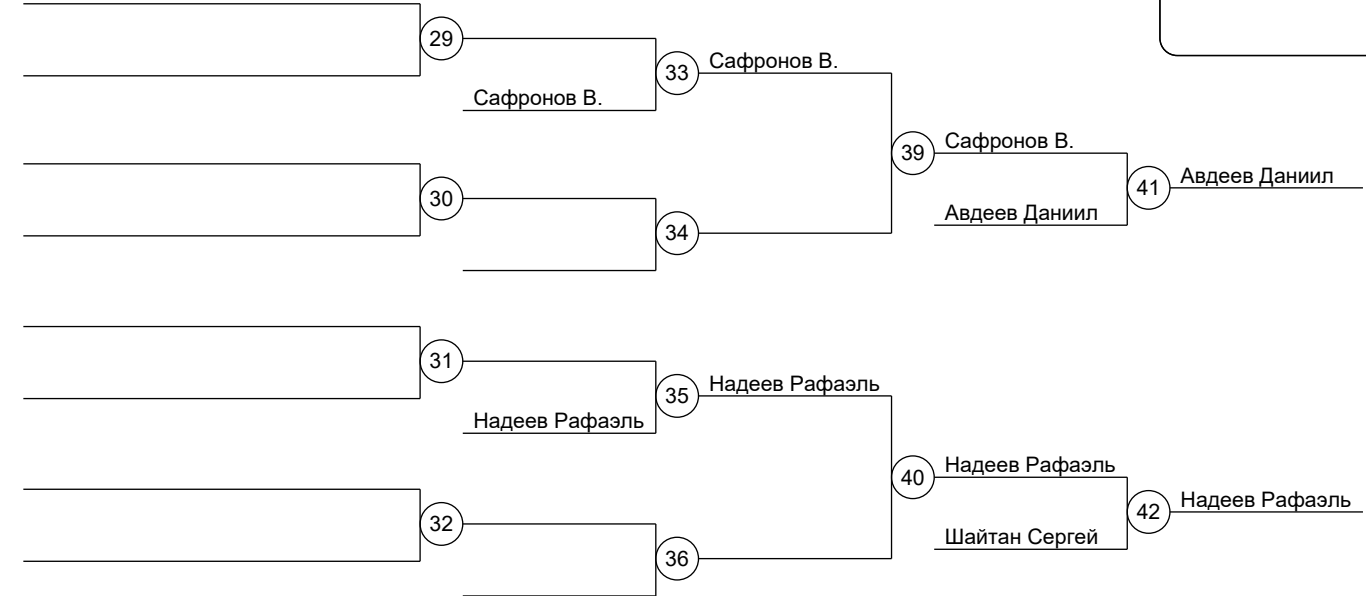 29
Сафронов В.
33
Сафронов В.
Сафронов В.
39
Авдеев Даниил
41
30
Авдеев Даниил
34
31
Надеев Рафаэль
35
Надеев Рафаэль
Надеев Рафаэль
40
Надеев Рафаэль
42
32
Шайтан Сергей
36